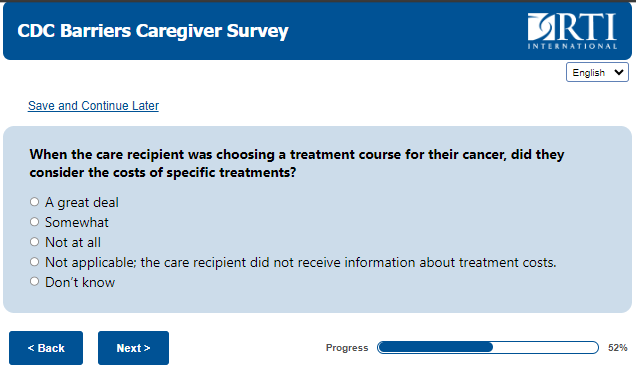 CDC Barriers Caregiver Survey
RTI
INTERNATIONAL
English
Save and Continue Later
When the care recipient was choosing a treatment course for their cancer, did they
consider the costs of specific treatments?
A great deal
Somewhat
Not at all
Not applicable; the care recipient did not receive information about treatment costs.
Don't know
< Back
Next >
Progress
52%